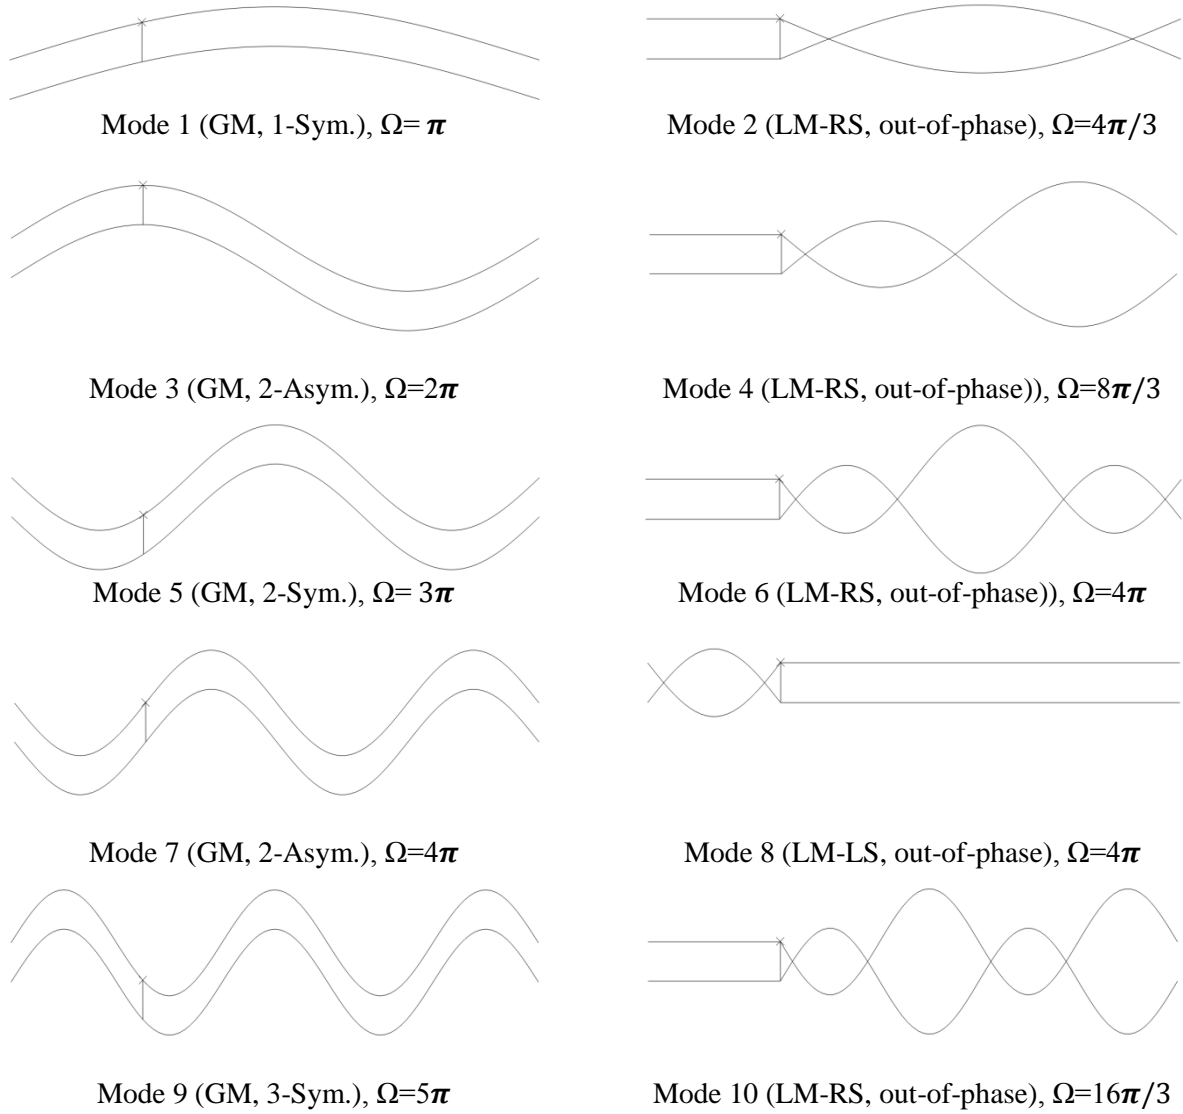 Mode 1 (GM, 1-Sym.), Ω= π
Mode 2 (LM-RS, out-of-phase), Ω=4π/3
Mode 3 (GM, 2-Asym.), Ω=2π
Mode 4 (LM-RS, out-of-phase)), Ω=8π/3
Mode 5 (GM, 2-Sym.), Ω= 3π
Mode 6 (LM-RS, out-of-phase)), Ω=4π
Mode 7 (GM, 2-Asym.), Ω=4π
Mode 8 (LM-LS, out-of-phase), Ω=4π
Mode 9 (GM, 3-Sym.), Ω=5π
Mode 10 (LM-RS, out-of-phase), Ω=16π/3